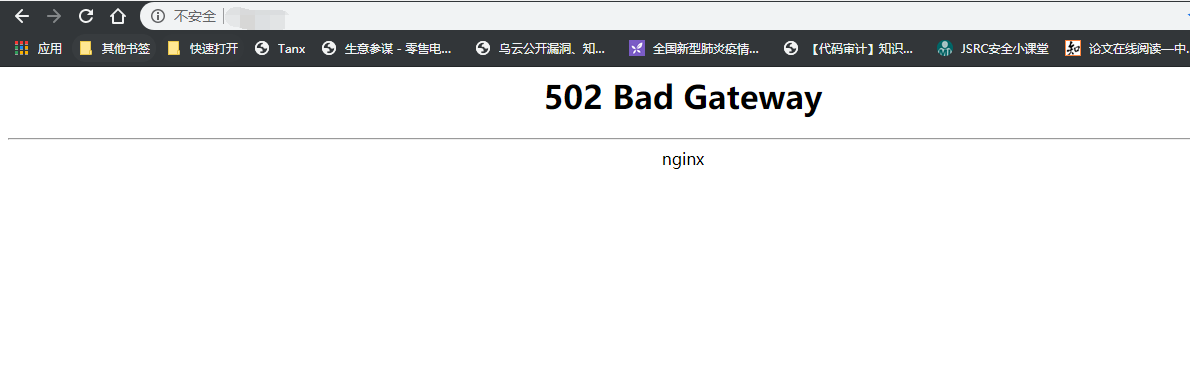 不安全
应用 其他书签 快速打开 Tanx 生意参谋 - 零售电... 乌云公开漏洞、知... 全国新型肺炎疫情... 【代码审计】知识... JSRC安全小课堂 论文在线阅读—中...
502 Bad Gateway
nginx